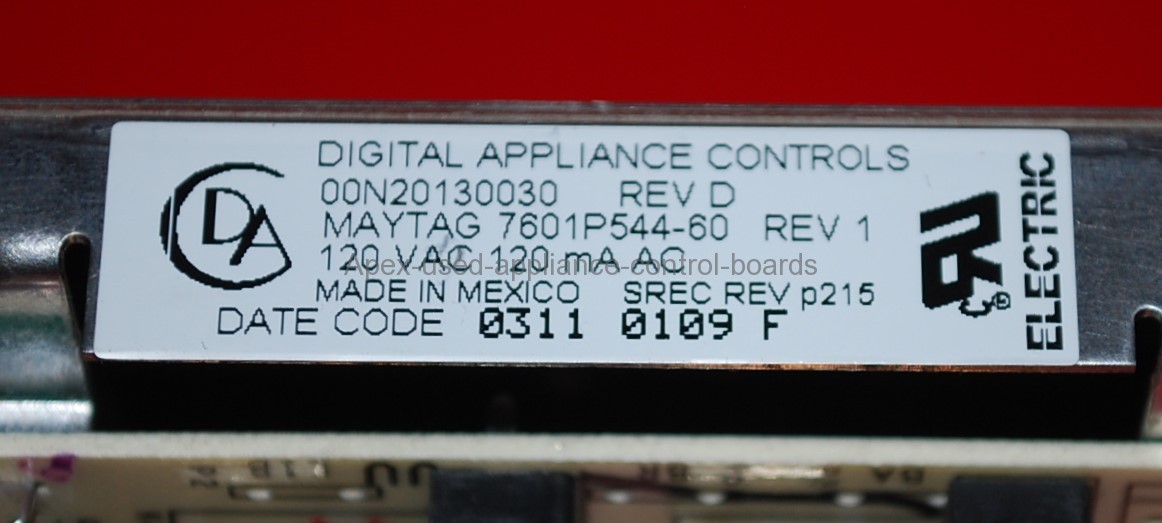 DIGITAL APPLIANCE CONTROLS
00N20130030 REV D
MAYTAG 7601P544-60 REV 1
120 VAC 120 mA AC
Apex-used-appliance-control-boards
MADE IN MEXICO SREC REV p215
DATE CODE 0311 0109 F
DA
ELECTRIC